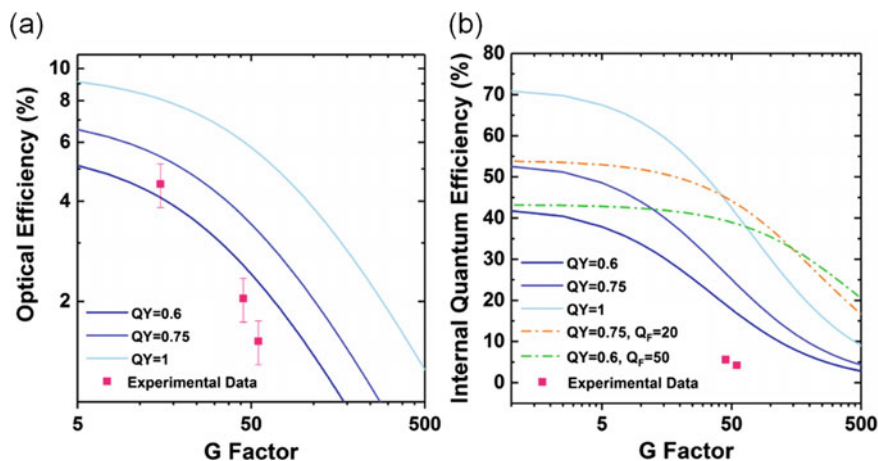 (a)
Optical Efficiency (%)
10
8
6
4
2
QY=0.6
QY=0.75
QY=1
Experimental Data
5
50
500
G Factor
(b)
Internal Quantum Efficiency (%)
80
70
60
50
40
30
20
10
0
QY=0.6
QY=0.75
QY=1
QY=0.75, Q_F=20
QY=0.6, Q_F=50
Experimental Data
5
50
500
G Factor